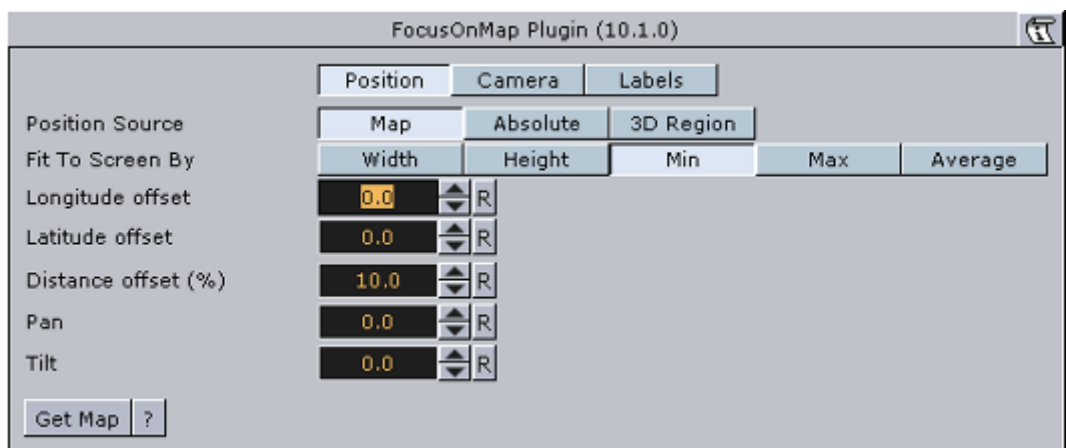 FocusOnMap Plugin (10.1.0)
Position Camera Labels
Position Source Map Absolute 3D Region
Fit To Screen By Width Height Min Max Average
Longitude offset 0.0 R
Latitude offset 0.0 R
Distance offset (%) 10.0 R
Pan 0.0 R
Tilt 0.0 R
Get Map ?